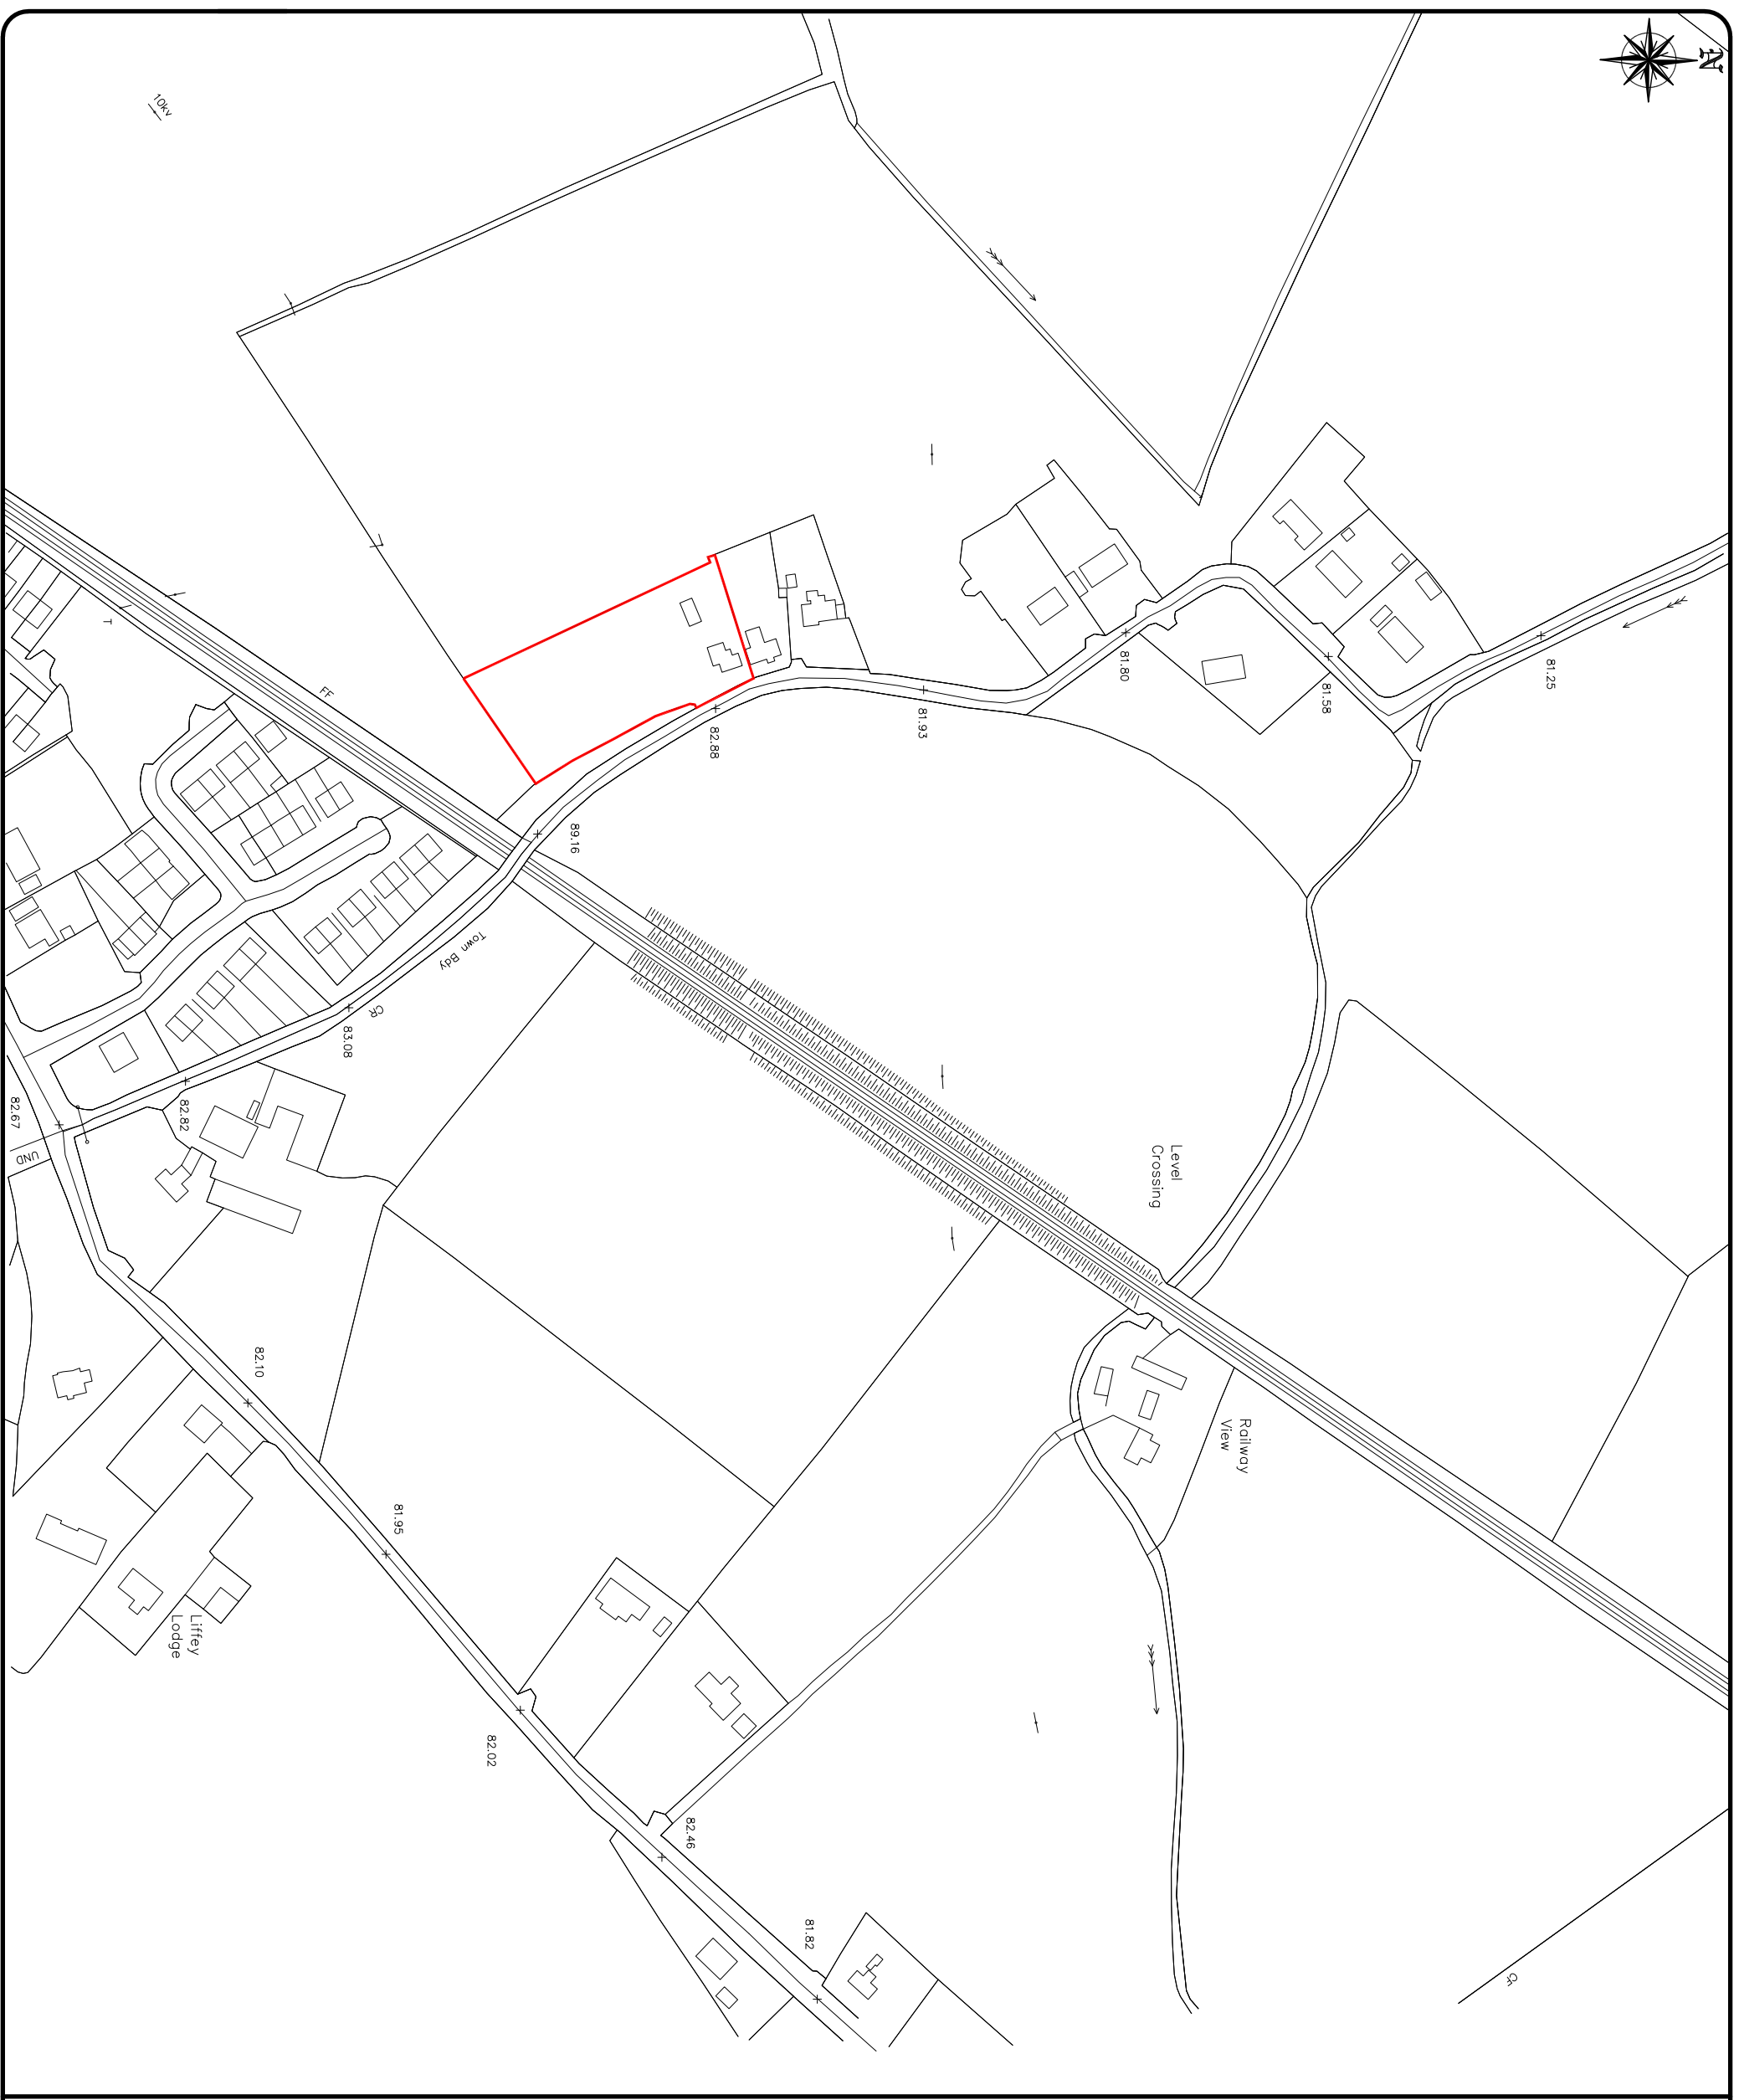 N
10kv
81.25
81.58
81.80
81.93
82.88
89.16
T
FF
Town Bdy
CR
83.08
82.82
82.67
UND
Level
Crossing
Railway
View
82.10
81.95
Liffey
Lodge
82.02
82.46
81.82
CR